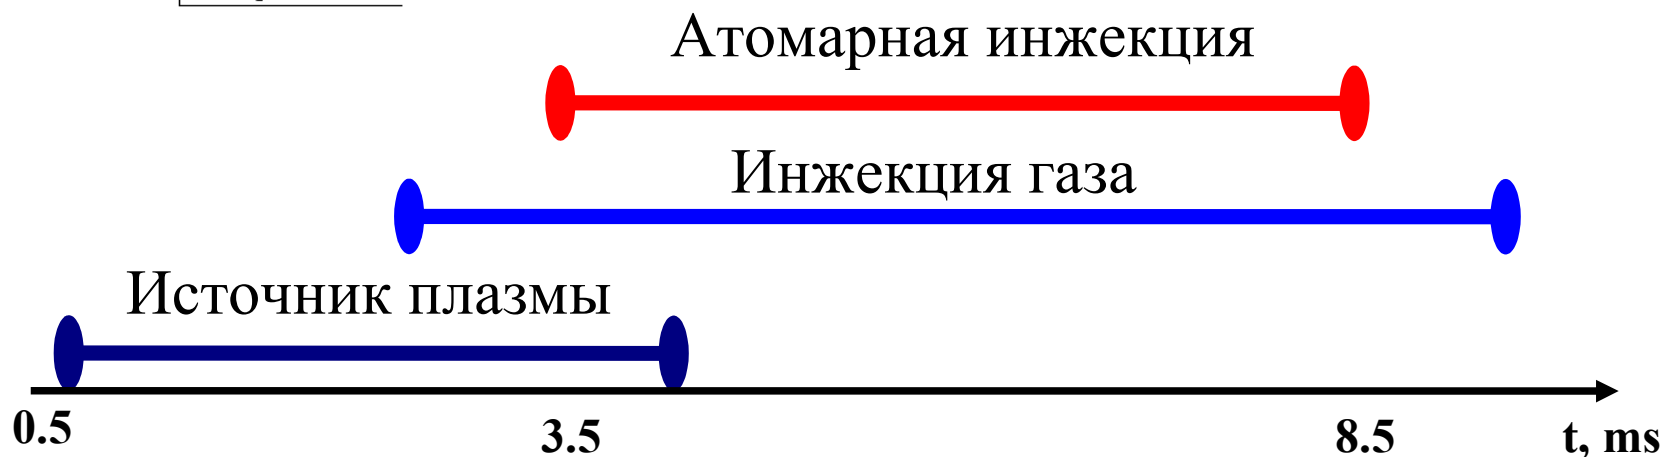 Атомарная инжекция
Инжекция газа
Источник плазмы
0.5 3.5 8.5 t, ms